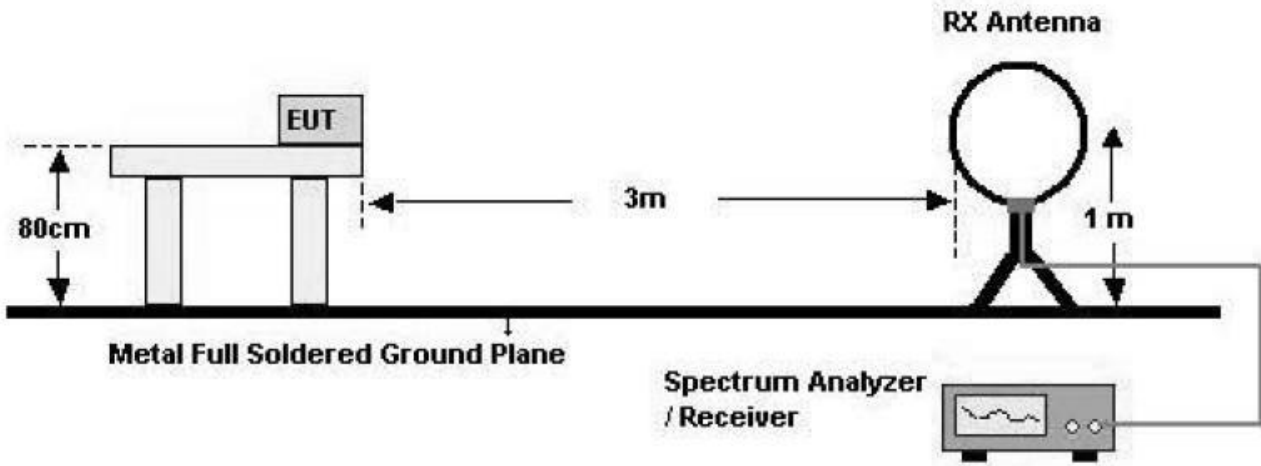 RX Antenna
EUT
3m
80cm
1 m
Metal Full Soldered Ground Plane
Spectrum Analyzer
/ Receiver